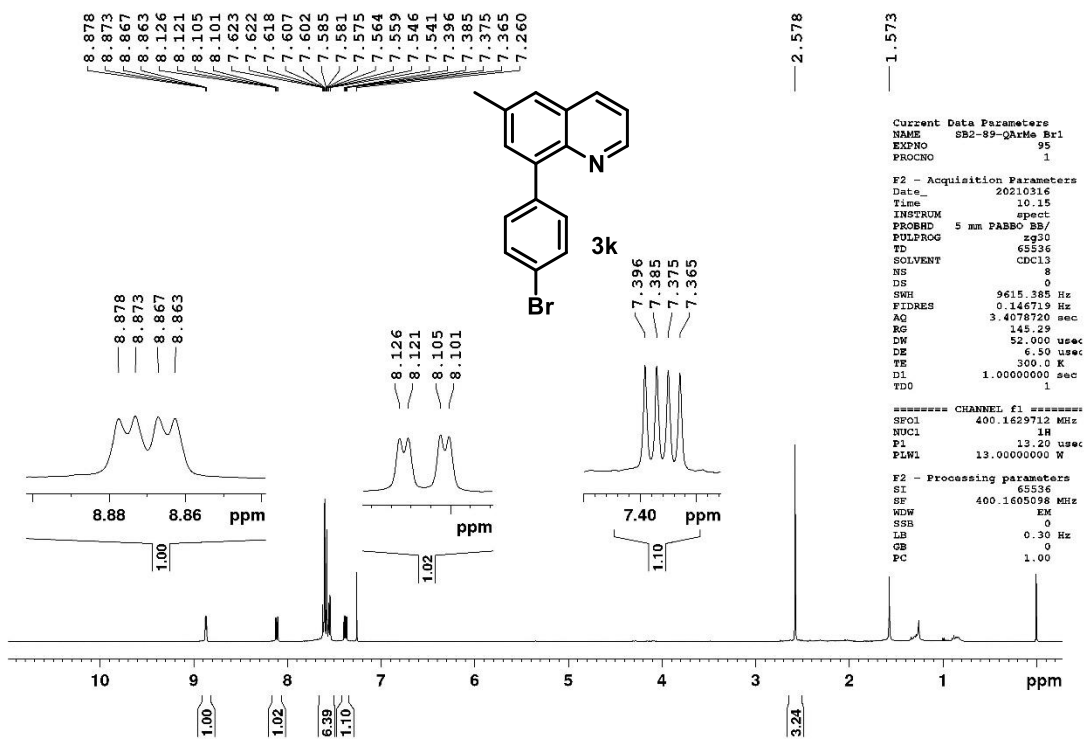 8.878
8.873
8.867
8.863
8.126
8.121
8.105
8.101
7.623
7.622
7.618
7.607
7.602
7.585
7.581
7.575
7.564
7.559
7.546
7.541
7.396
7.385
7.375
7.365
7.260
2.578
1.573
N
3k
Br
Current Data Parameters
NAME SB2-89-QArMe Br1
EXPNO 95
PROCNO 1
F2 - Acquisition Parameters
Date_ 20210316
Time 10.15
INSTRUM spect
PROBHD 5 mm PABBO BB/
PULPROG zg30
TD 65536
SOLVENT CDCl3
NS 8
DS 0
SWH 9615.385 Hz
FIDRES 0.146719 Hz
AQ 3.4078720 sec
RG 145.29
DW 52.000 usec
DE 6.50 usec
TE 300.0 K
D1 1.00000000 sec
TD0 1
======== CHANNEL f1 ========
SFO1 400.1629712 MHz
NUC1 1H
P1 13.20 usec
PLW1 13.00000000 W
F2 - Processing parameters
SI 65536
SF 400.1605098 MHz
WDW EM
SSB 0
LB 0.30 Hz
GB 0
PC 1.00
8.878
8.873
8.867
8.863
8.88 8.86 ppm
1.00
8.126
8.121
8.105
8.101
ppm
1.02
7.396
7.385
7.375
7.365
7.40 ppm
1.10
10 9 8 7 6 5 4 3 2 1 ppm
1.00 1.02 6.39 1.10 3.24